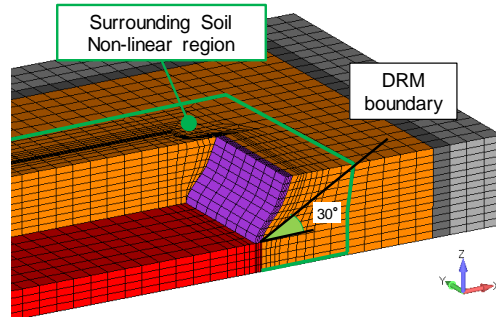 Surrounding Soil
Non-linear region
DRM
boundary
30°
Z
Y
X